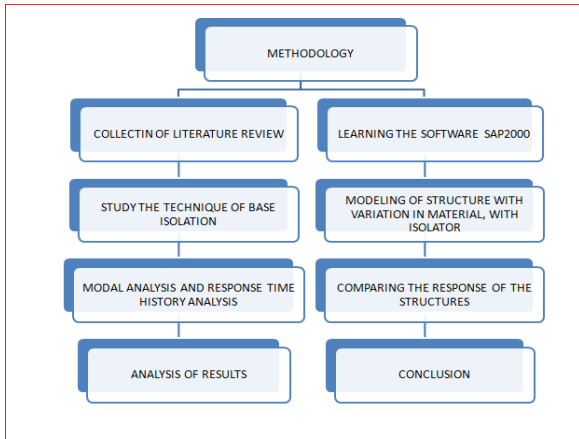 METHODOLOGY
COLLECTIN OF LITERATURE REVIEW
LEARNING THE SOFTWARE SAP2000
STUDY THE TECHNIQUE OF BASE
ISOLATION
MODELING OF STRUCTURE WITH
VARIATION IN MATERIAL, WITH
ISOLATOR
MODAL ANALYSIS AND RESPONSE TIME
HISTORY ANALYSIS
COMPARING THE RESPONSE OF THE
STRUCTURES
ANALYSIS OF RESULTS
CONCLUSION